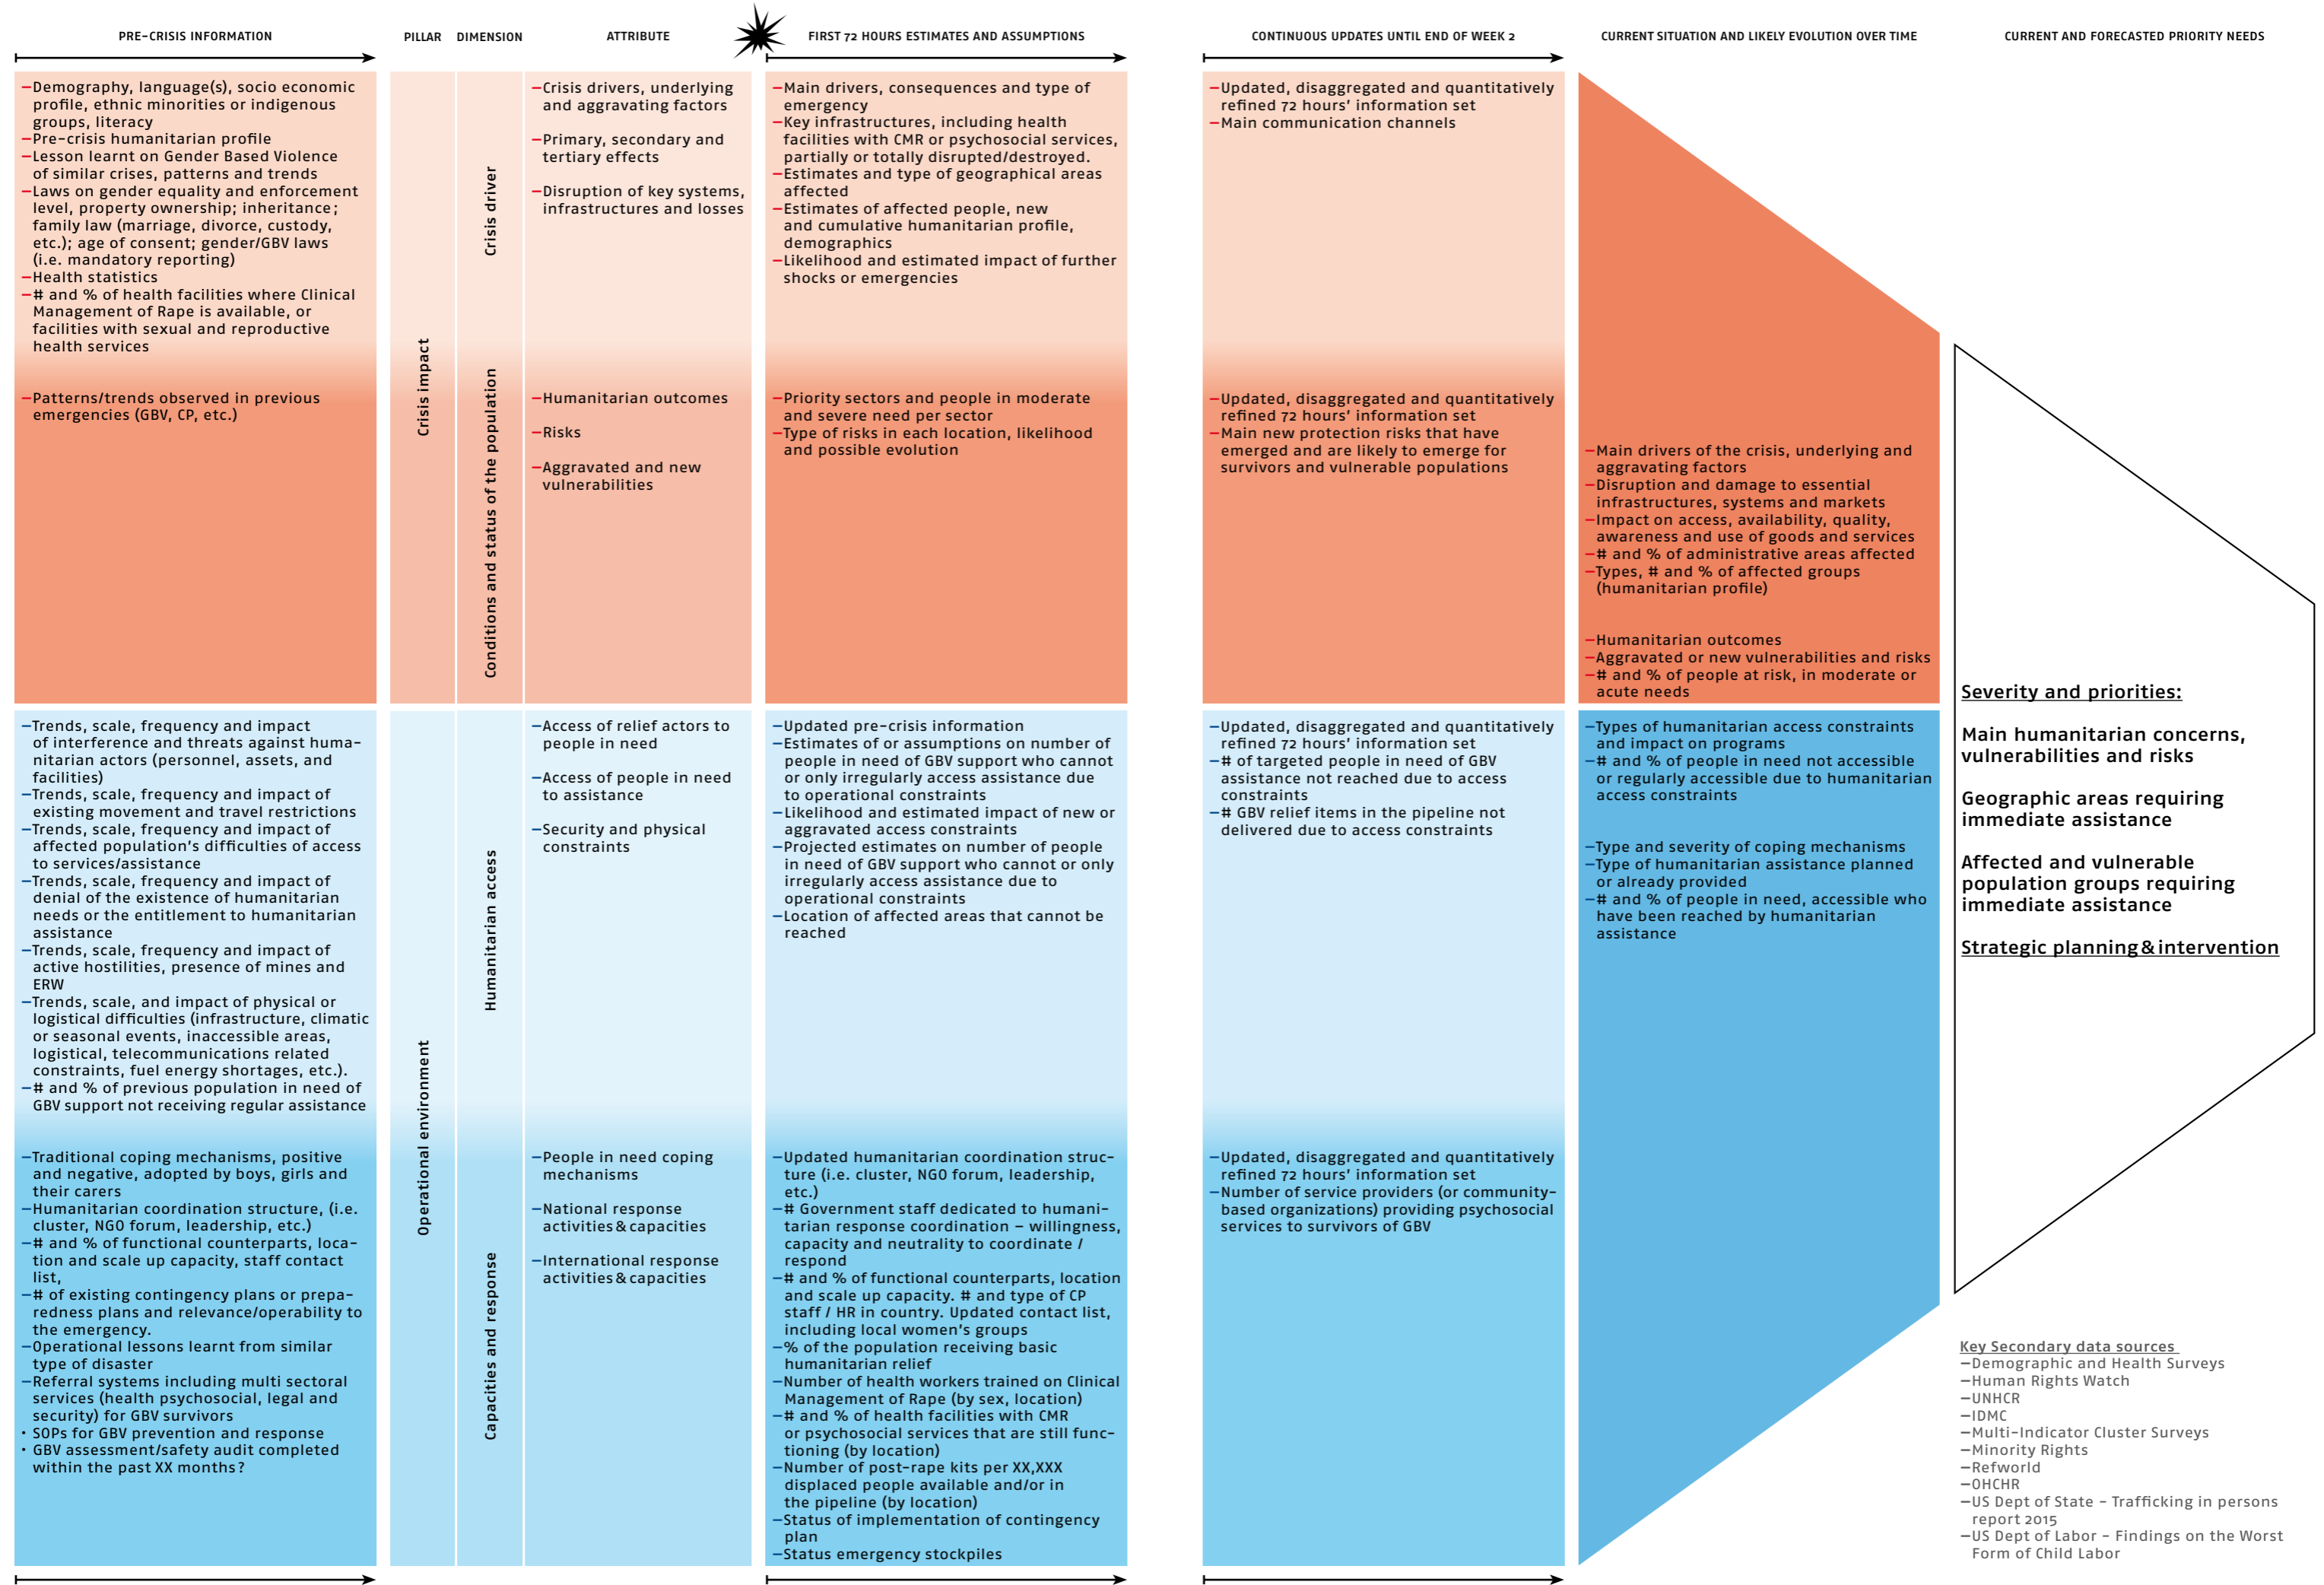 PRE-CRISIS INFORMATION
PILLAR
DIMENSION
ATTRIBUTE
FIRST 72 HOURS ESTIMATES AND ASSUMPTIONS
CONTINUOUS UPDATES UNTIL END OF WEEK 2
CURRENT SITUATION AND LIKELY EVOLUTION OVER TIME
CURRENT AND FORECASTED PRIORITY NEEDS
–Demography, language(s), socio economic
profile, ethnic minorities or indigenous
groups, literacy
–Pre-crisis humanitarian profile
–Lesson learnt on Gender Based Violence
of similar crises, patterns and trends
–Laws on gender equality and enforcement
level, property ownership; inheritance;
family law (marriage, divorce, custody,
etc.); age of consent; gender/GBV laws
(i.e. mandatory reporting)
–Health statistics
–# and % of health facilities where Clinical
Management of Rape is available, or
facilities with sexual and reproductive
health services
–Patterns/trends observed in previous
emergencies (GBV, CP, etc.)
Crisis impact
Crisis driver
Conditions and status of the population
–Crisis drivers, underlying
and aggravating factors
–Primary, secondary and
tertiary effects
–Disruption of key systems,
infrastructures and losses
–Humanitarian outcomes
–Risks
–Aggravated and new
vulnerabilities
–Main drivers, consequences and type of
emergency
–Key infrastructures, including health
facilities with CMR or psychosocial services,
partially or totally disrupted/destroyed.
–Estimates and type of geographical areas
affected
–Estimates of affected people, new
and cumulative humanitarian profile,
demographics
–Likelihood and estimated impact of further
shocks or emergencies
–Priority sectors and people in moderate
and severe need per sector
–Type of risks in each location, likelihood
and possible evolution
–Updated, disaggregated and quantitatively
refined 72 hours' information set
–Main communication channels
–Updated, disaggregated and quantitatively
refined 72 hours' information set
–Main new protection risks that have
emerged and are likely to emerge for
survivors and vulnerable populations
–Main drivers of the crisis, underlying and
aggravating factors
–Disruption and damage to essential
infrastructures, systems and markets
–Impact on access, availability, quality,
awareness and use of goods and services
–# and % of administrative areas affected
–Types, # and % of affected groups
(humanitarian profile)
–Humanitarian outcomes
–Aggravated or new vulnerabilities and risks
–# and % of people at risk, in moderate or
acute needs
–Trends, scale, frequency and impact
of interference and threats against huma-
nitarian actors (personnel, assets, and
facilities)
–Trends, scale, frequency and impact of
existing movement and travel restrictions
–Trends, scale, frequency and impact of
affected population's difficulties of access
to services/assistance
–Trends, scale, frequency and impact of
denial of the existence of humanitarian
needs or the entitlement to humanitarian
assistance
–Trends, scale, frequency and impact of
active hostilities, presence of mines and
ERW
–Trends, scale, and impact of physical or
logistical difficulties (infrastructure, climatic
or seasonal events, inaccessible areas,
logistical, telecommunications related
constraints, fuel energy shortages, etc.).
–# and % of previous population in need of
GBV support not receiving regular assistance
–Traditional coping mechanisms, positive
and negative, adopted by boys, girls and
their carers
–Humanitarian coordination structure, (i.e.
cluster, NGO forum, leadership, etc.)
–# and % of functional counterparts, loca-
tion and scale up capacity, staff contact
list,
–# of existing contingency plans or prepa-
redness plans and relevance/operability to
the emergency.
–Operational lessons learnt from similar
type of disaster
–Referral systems including multi sectoral
services (health psychosocial, legal and
security) for GBV survivors
• SOPs for GBV prevention and response
• GBV assessment/safety audit completed
within the past XX months?
Operational environment
Humanitarian access
Capacities and response
–Access of relief actors to
people in need
–Access of people in need
to assistance
–Security and physical
constraints
–People in need coping
mechanisms
–National response
activities & capacities
–International response
activities & capacities
–Updated pre-crisis information
–Estimates of or assumptions on number of
people in need of GBV support who cannot
or only irregularly access assistance due
to operational constraints
–Likelihood and estimated impact of new or
aggravated access constraints
–Projected estimates on number of people
in need of GBV support who cannot or only
irregularly access assistance due to
operational constraints
–Location of affected areas that cannot be
reached
–Updated humanitarian coordination struc-
ture (i.e. cluster, NGO forum, leadership,
etc.)
–# Government staff dedicated to humani-
tarian response coordination – willingness,
capacity and neutrality to coordinate /
respond
–# and % of functional counterparts, location
and scale up capacity. # and type of CP
staff / HR in country. Updated contact list,
including local women's groups
–% of the population receiving basic
humanitarian relief
–Number of health workers trained on Clinical
Management of Rape (by sex, location)
–# and % of health facilities with CMR
or psychosocial services that are still func-
tioning (by location)
–Number of post-rape kits per XX,XXX
displaced people available and/or in
the pipeline (by location)
–Status of implementation of contingency
plan
–Status emergency stockpiles
–Updated, disaggregated and quantitatively
refined 72 hours' information set
–# of targeted people in need of GBV
assistance not reached due to access
constraints
–# GBV relief items in the pipeline not
delivered due to access constraints
–Updated, disaggregated and quantitatively
refined 72 hours' information set
–Number of service providers (or community-
based organizations) providing psychosocial
services to survivors of GBV
–Types of humanitarian access constraints
and impact on programs
–# and % of people in need not accessible
or regularly accessible due to humanitarian
access constraints
–Type and severity of coping mechanisms
–Type of humanitarian assistance planned
or already provided
–# and % of people in need, accessible who
have been reached by humanitarian
assistance
Severity and priorities:
Main humanitarian concerns,
vulnerabilities and risks
Geographic areas requiring
immediate assistance
Affected and vulnerable
population groups requiring
immediate assistance
Strategic planning & intervention
Key Secondary data sources
–Demographic and Health Surveys
–Human Rights Watch
–UNHCR
–IDMC
–Multi-Indicator Cluster Surveys
–Minority Rights
–Refworld
–OHCHR
–US Dept of State - Trafficking in persons
report 2015
–US Dept of Labor - Findings on the Worst
Form of Child Labor